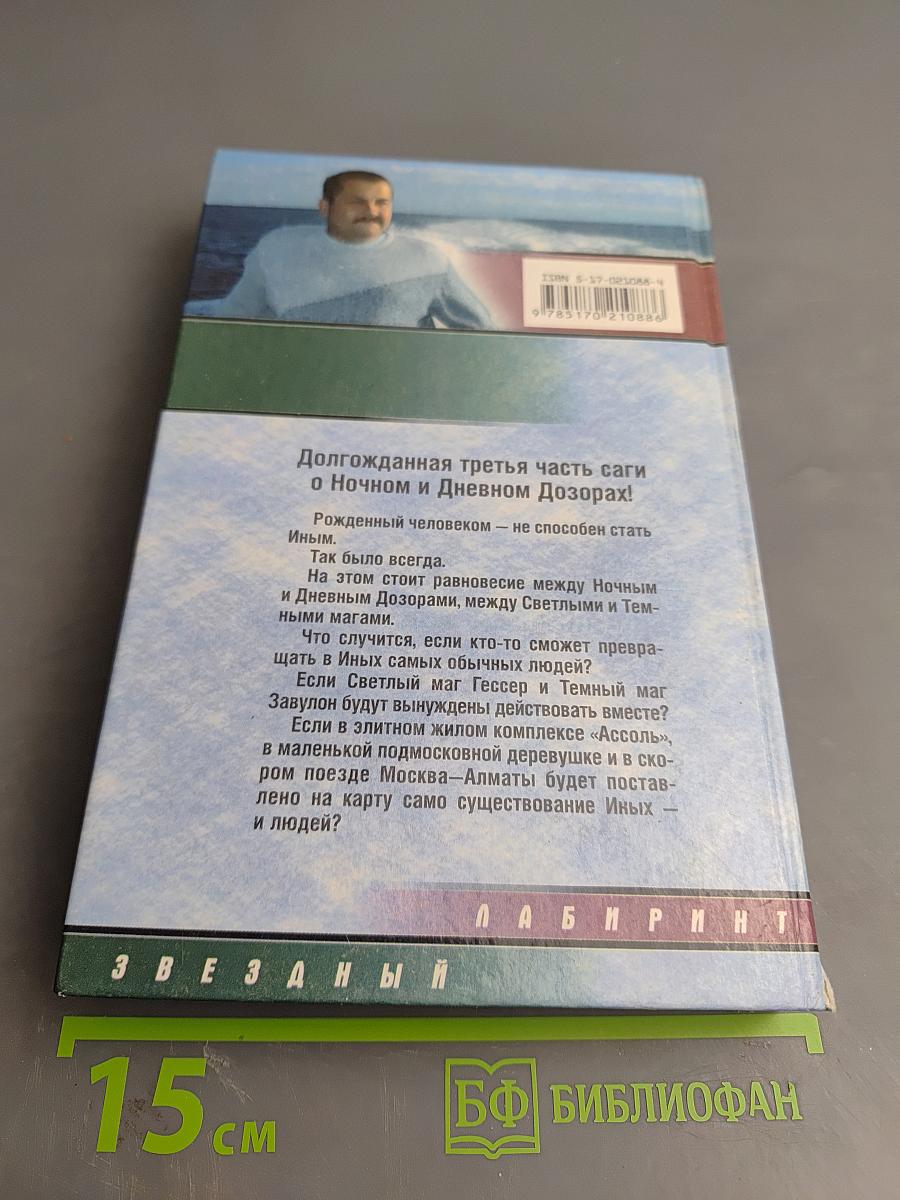 ISBN 5-17-021088-4
9 785170 210886
Долгожданная третья часть саги
о Ночном и Дневном Дозорах!
Рожденный человеком — не способен стать
Иным.
Так было всегда.
На этом стоит равновесие между Ночным
и Дневным Дозорами, между Светлыми и Тем-
ными магами.
Что случится, если кто-то сможет превра-
щать в Иных самых обычных людей?
Если Светлый маг Гессер и Темный маг
Завулон будут вынуждены действовать вместе?
Если в элитном жилом комплексе «Ассоль»,
в маленькой подмосковной деревушке и в ско-
ром поезде Москва—Алматы будет постав-
лено на карту само существование Иных —
и людей?
ЛАБИРИНТ
ЗВЕЗДНЫЙ
15 см
БФ БИБЛИОФАН